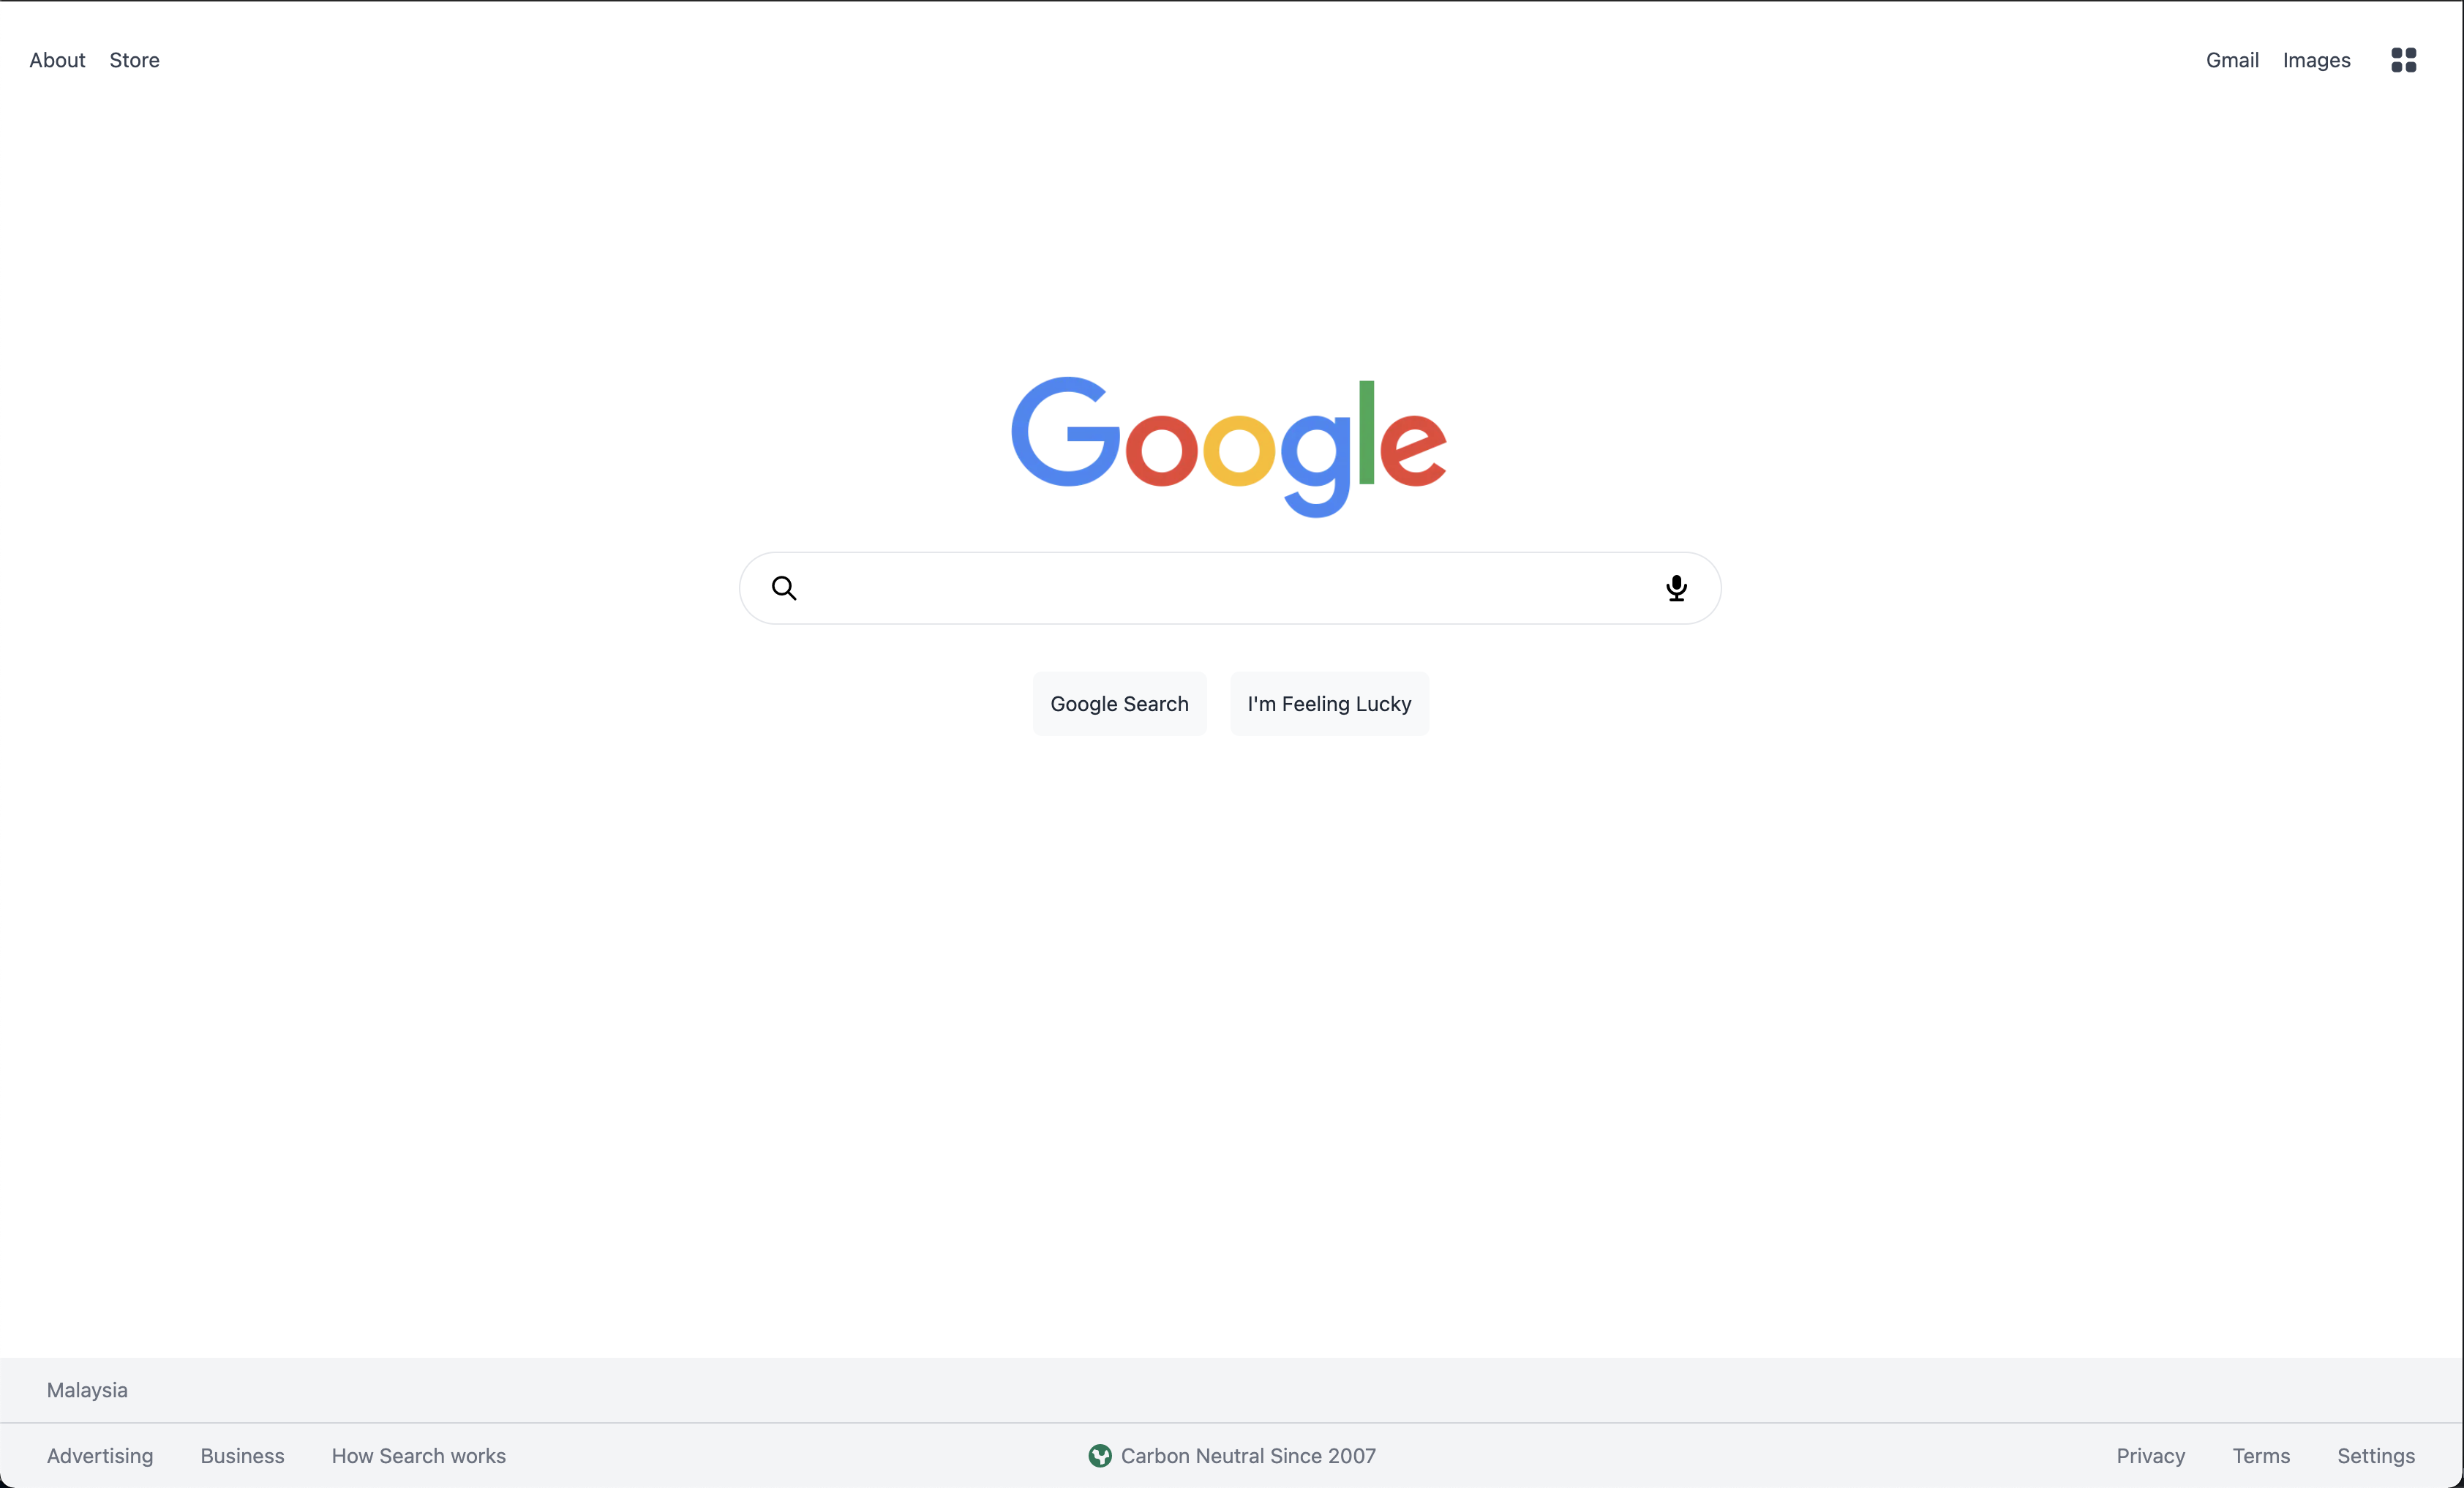 About Store Gmail Images
Google
Google Search I'm Feeling Lucky
Malaysia
Advertising Business How Search works Carbon Neutral Since 2007 Privacy Terms Settings